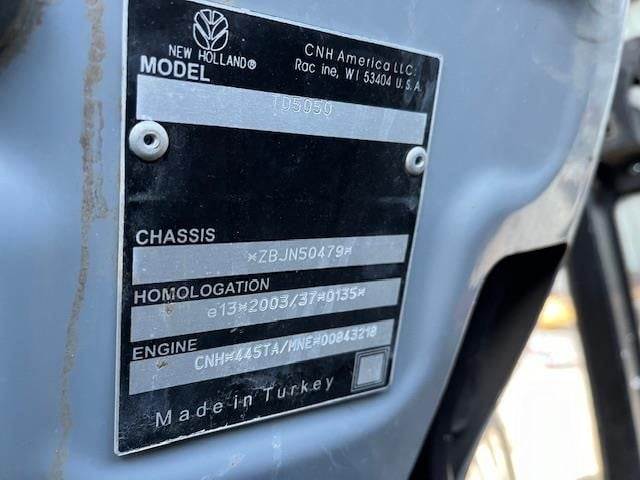 NEW HOLLAND®
CNH America LLC.
Racine, WI 53404 U.S.A.
MODEL
TD5050
CHASSIS
*ZBJN50479*
HOMOLOGATION
e13*2003/37*0135*
ENGINE
CNH*445TA/MNE*00043210
Made in Turkey